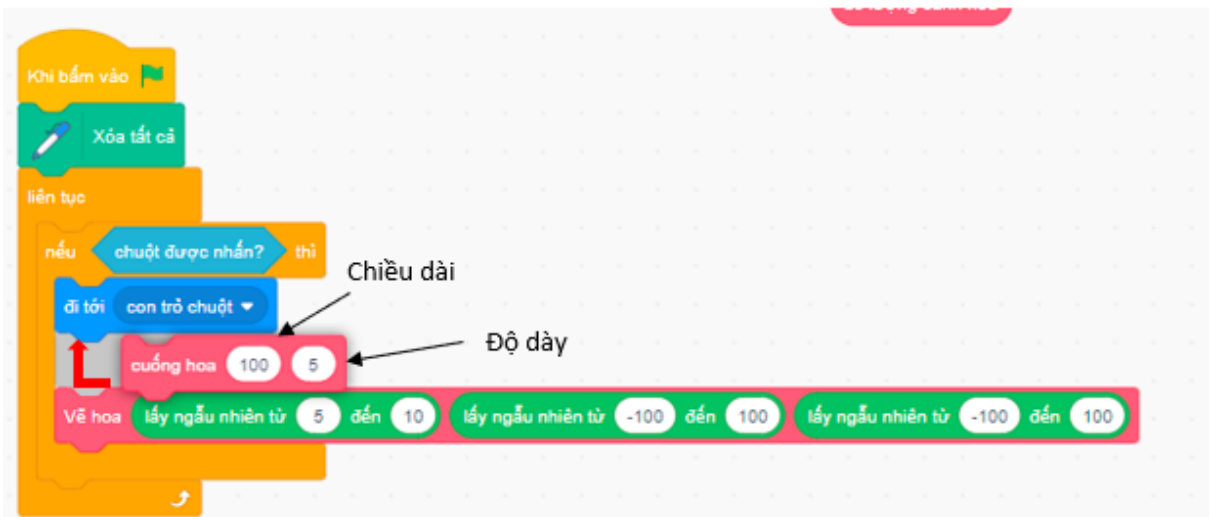 Khi bấm vào
Xóa tất cả
liên tục
nếu chuột được nhấn? thì
Chiều dài
đi tới con trỏ chuột
Độ dày
cuống hoa 100 5
Vẽ hoa lấy ngẫu nhiên từ 5 đến 10 lấy ngẫu nhiên từ -100 đến 100 lấy ngẫu nhiên từ -100 đến 100